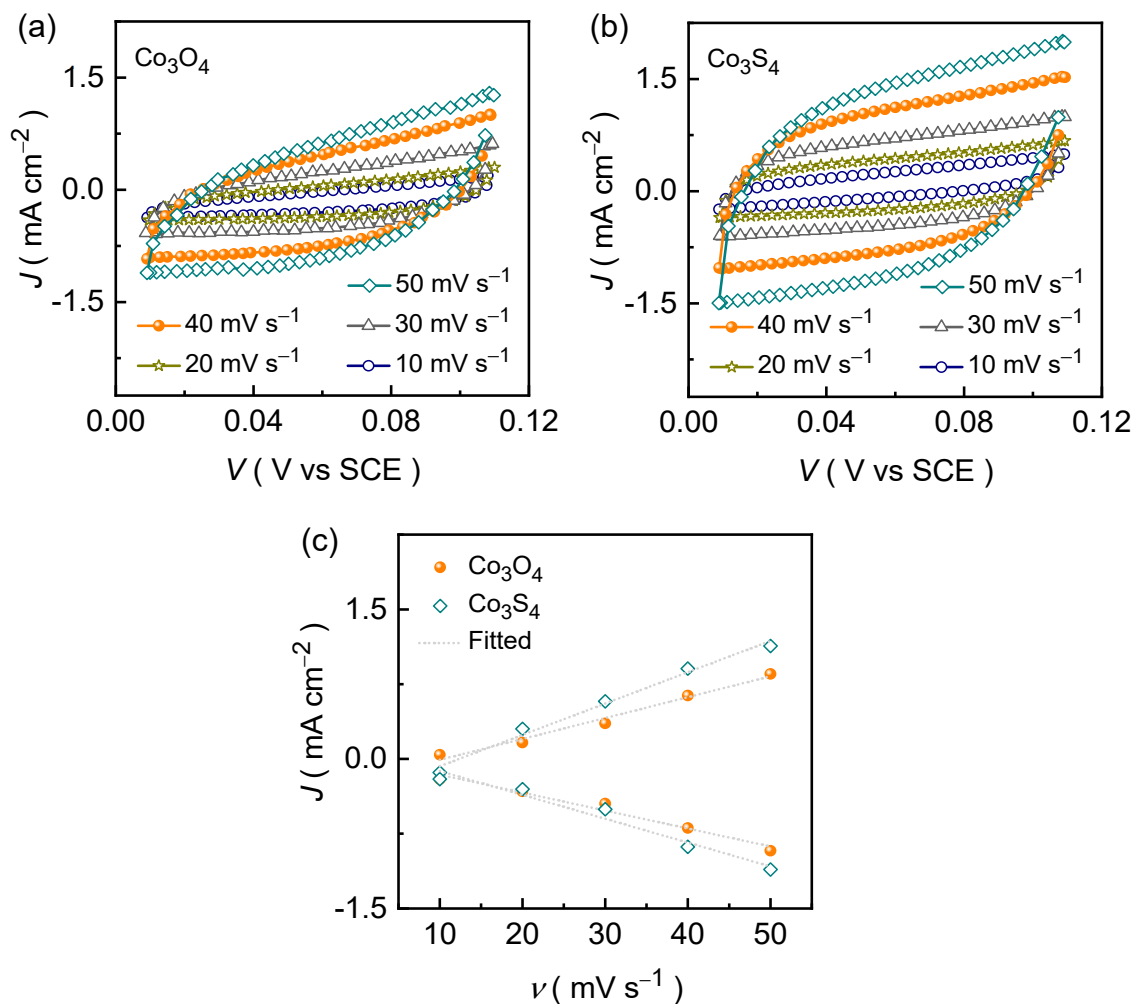 (a)
Co₃O₄
1.5
0.0
-1.5
J ( mA cm⁻²)
50 mV s⁻¹
40 mV s⁻¹
30 mV s⁻¹
20 mV s⁻¹
10 mV s⁻¹
0.00 0.04 0.08 0.12
V ( V vs SCE )
(b)
Co₃S₄
1.5
0.0
-1.5
J ( mA cm⁻²)
50 mV s⁻¹
40 mV s⁻¹
30 mV s⁻¹
20 mV s⁻¹
10 mV s⁻¹
0.00 0.04 0.08 0.12
V ( V vs SCE )
(c)
Co₃O₄
Co₃S₄
Fitted
1.5
0.0
-1.5
J ( mA cm⁻²)
10 20 30 40 50
ν ( mV s⁻¹)